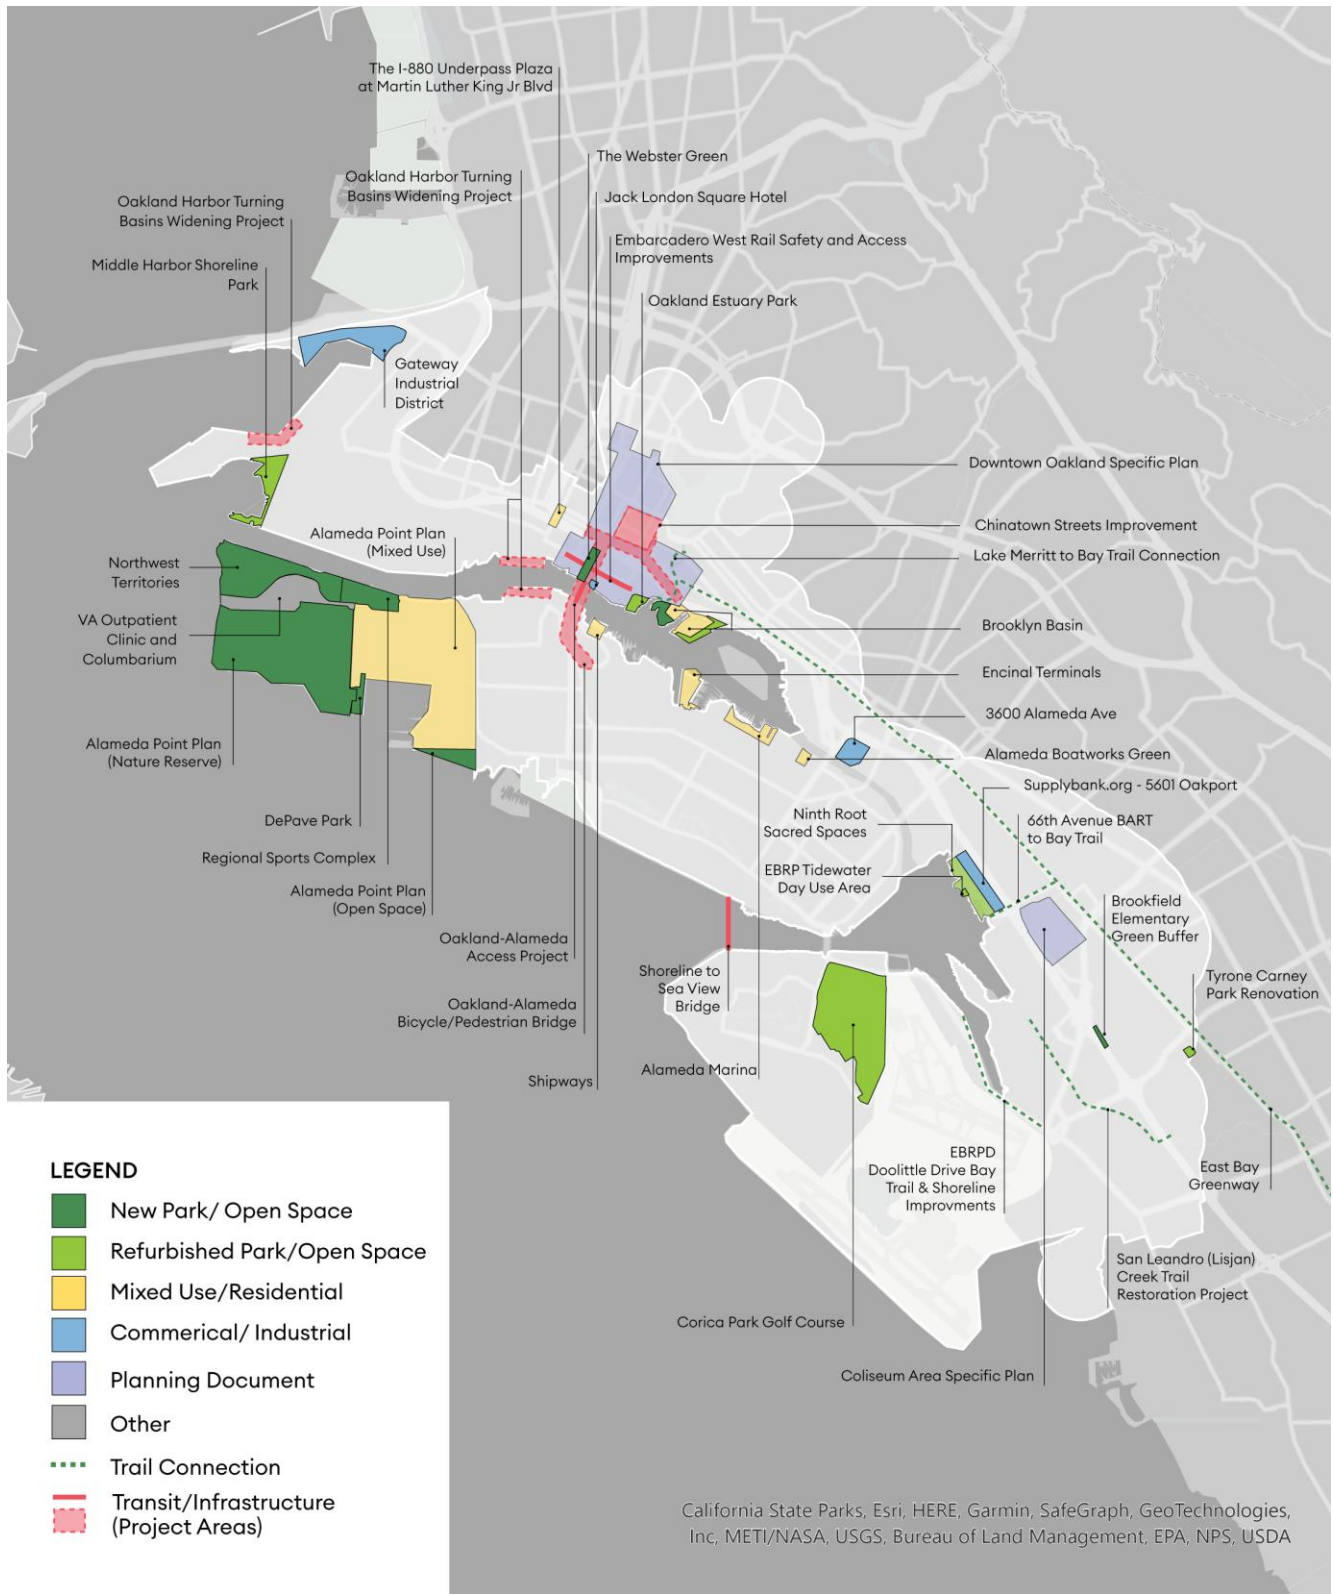 The I-880 Underpass Plaza
at Martin Luther King Jr Blvd
The Webster Green
Oakland Harbor Turning
Basins Widening Project
Jack London Square Hotel
Oakland Harbor Turning
Basins Widening Project
Embarcadero West Rail Safety and Access
Improvements
Middle Harbor Shoreline
Park
Oakland Estuary Park
Gateway
Industrial
District
Downtown Oakland Specific Plan
Chinatown Streets Improvement
Alameda Point Plan
(Mixed Use)
Lake Merritt to Bay Trail Connection
Northwest
Territories
VA Outpatient
Clinic and
Columbarium
Brooklyn Basin
Encinal Terminals
3600 Alameda Ave
Alameda Point Plan
(Nature Reserve)
Alameda Boatworks Green
Supplybank.org - 5601 Oakport
DePave Park
Ninth Root
Sacred Spaces
66th Avenue BART
to Bay Trail
Regional Sports Complex
EBRP Tidewater
Day Use Area
Alameda Point Plan
(Open Space)
Brookfield
Elementary
Green Buffer
Oakland-Alameda
Access Project
Shoreline to
Sea View
Bridge
Tyrone Carney
Park Renovation
Oakland-Alameda
Bicycle/Pedestrian Bridge
Shipways
Alameda Marina
EBRPD
Doolittle Drive Bay
Trail & Shoreline
Improvments
East Bay
Greenway
San Leandro (Lisjan)
Creek Trail
Restoration Project
Corica Park Golf Course
Coliseum Area Specific Plan
LEGEND
New Park/ Open Space
Refurbished Park/Open Space
Mixed Use/Residential
Commerical/ Industrial
Planning Document
Other
Trail Connection
Transit/Infrastructure
(Project Areas)
California State Parks, Esri, HERE, Garmin, SafeGraph, GeoTechnologies,
Inc, METI/NASA, USGS, Bureau of Land Management, EPA, NPS, USDA